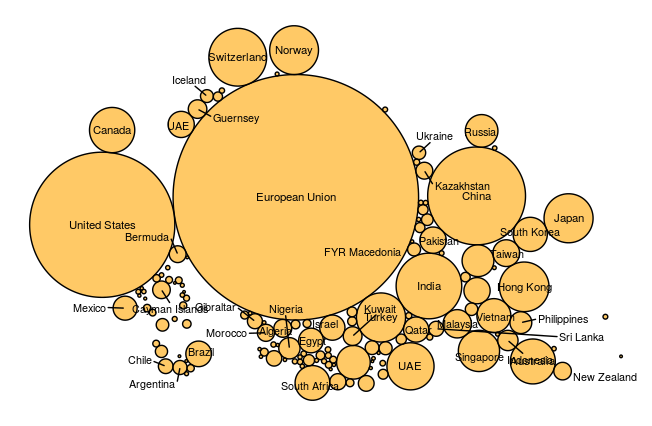 Norway
Switzerland
Iceland
Guernsey
UAE
Canada
Ukraine
Russia
Kazakhstan
China
European Union
United States
Bermuda
Japan
South Korea
Pakistan
FYR Macedonia
Taiwan
India
Hong Kong
Mexico
Cayman Islands
Gibraltar
Nigeria
Kuwait
Turkey
Israel
Morocco
Algeria
Egypt
Qatar
Malaysia
Vietnam
Philippines
Sri Lanka
Chile
Brazil
Argentina
South Africa
UAE
Singapore
Indonesia
Australia
New Zealand